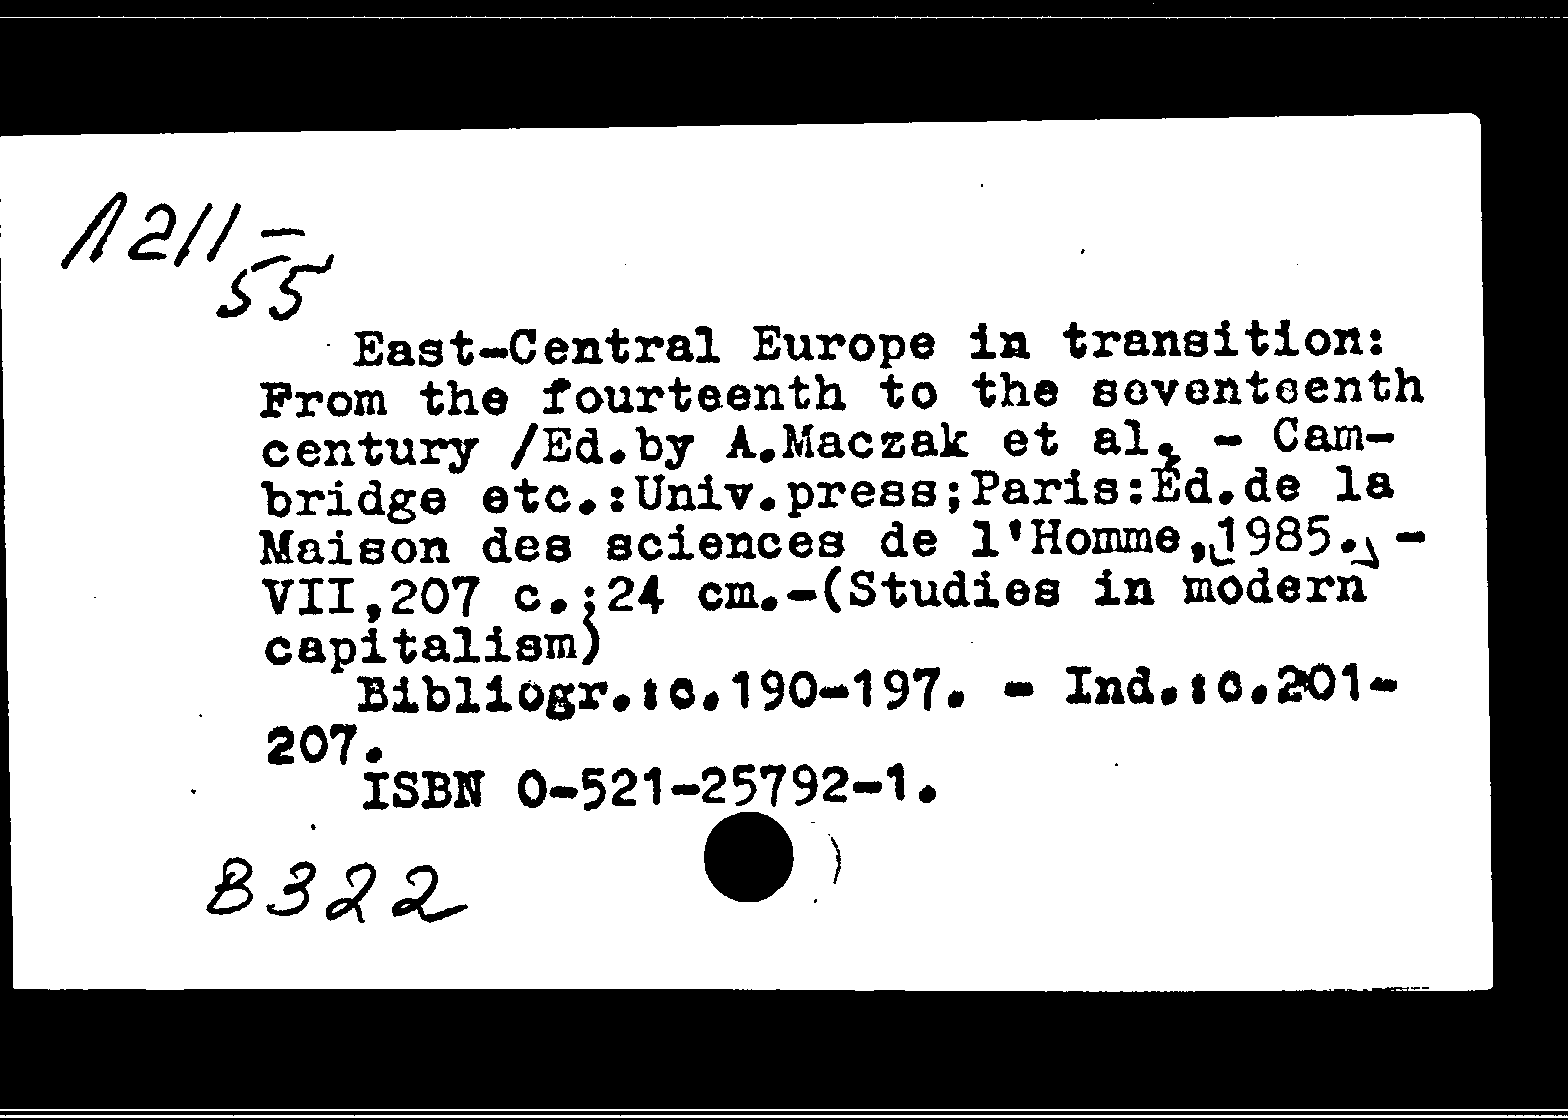 Л211-
55
East-Central Europe in transition:
From the fourteenth to the seventeenth
century /Ed.by A.Maczak et al. - Cam-
bridge etc.:Univ.press;Paris:Éd.de la
Maison des sciences de l'Homme, 1985. -
VII,207 с.;24 cm.-(Studies in modern
capitalism)
Bibliogr.:с.190-197. - Ind.:с.201-
207.
ISBN 0-521-25792-1.
В322